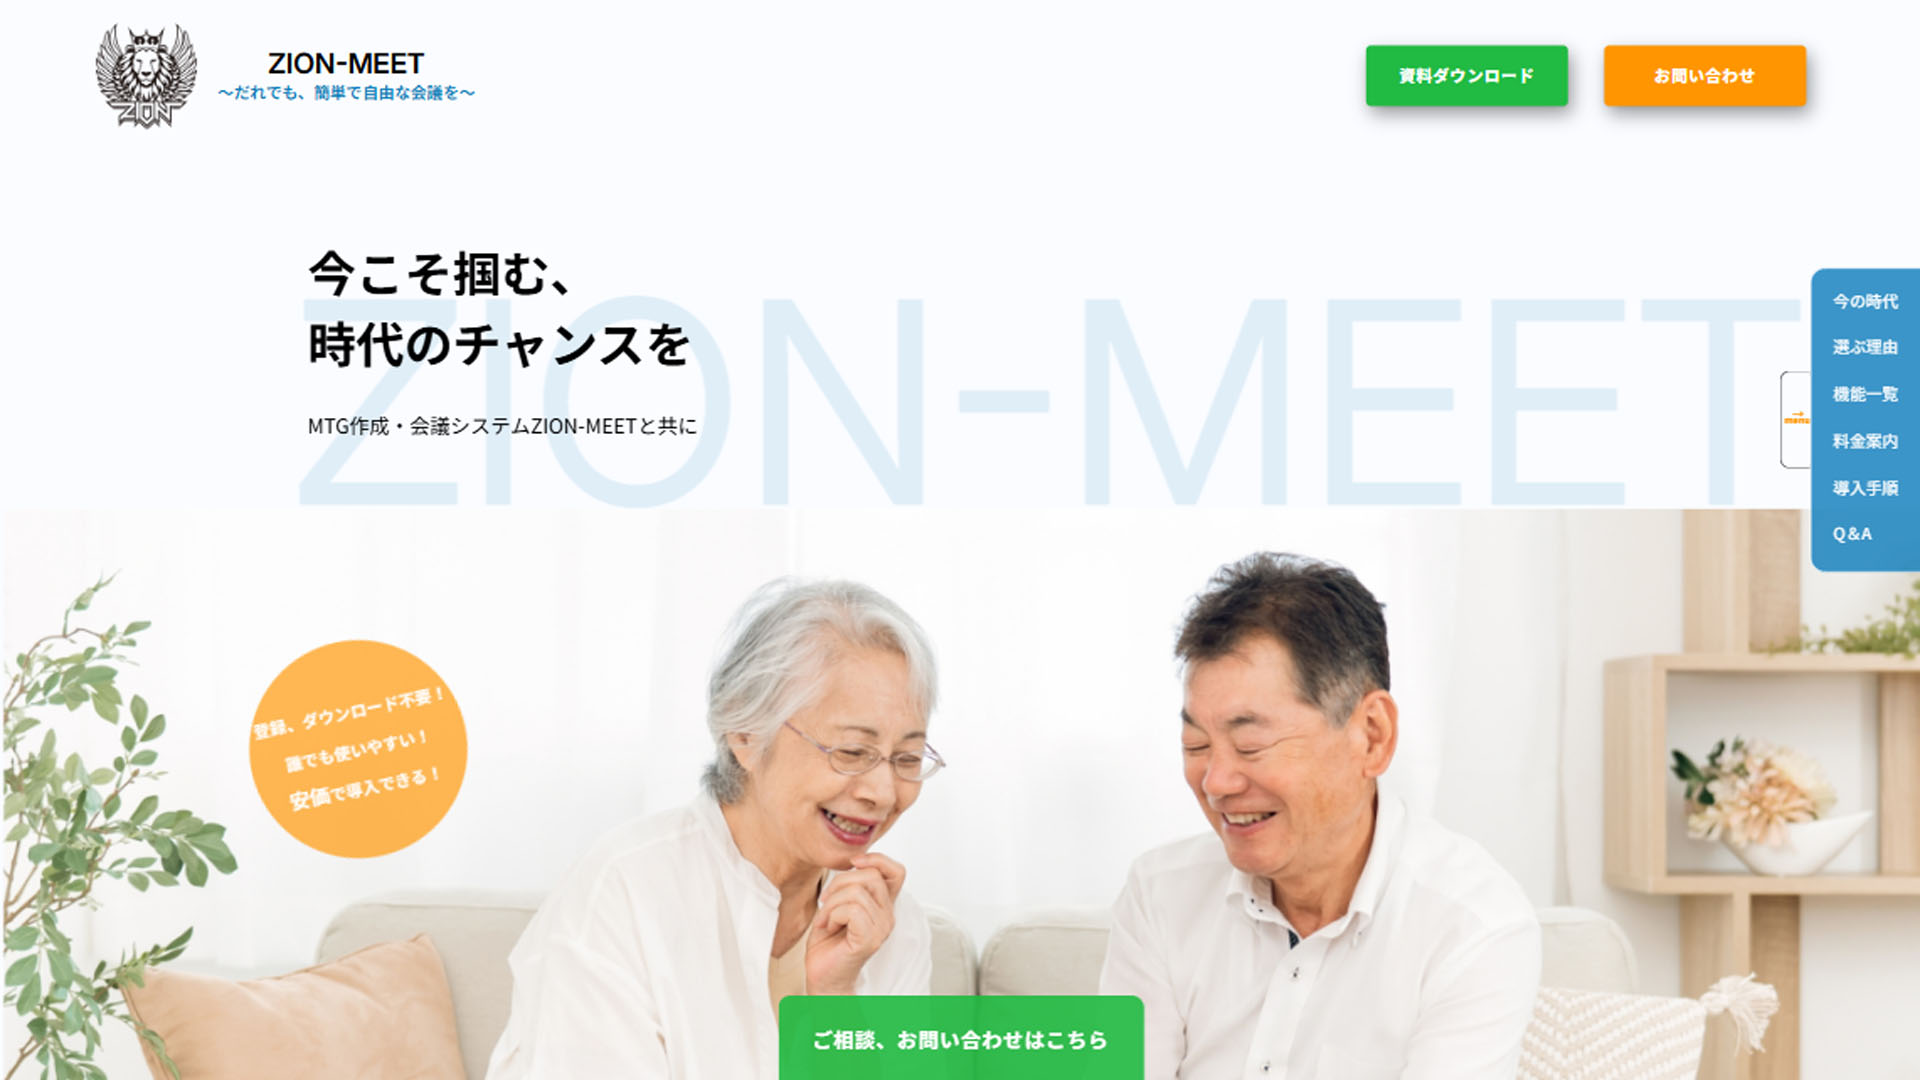 ZION
ZION-MEET
〜だれでも、簡単で自由な会議を〜
資料ダウンロード
お問い合わせ
今こそ掴む、
時代のチャンスを
ZION-MEET
MTG作成・会議システムZION-MEETと共に
今の時代
選ぶ理由
機能一覧
料金案内
導入手順
Q&A
→
menu
登録、ダウンロード不要！
誰でも使いやすい！
安価で導入できる！
ご相談、お問い合わせはこちら